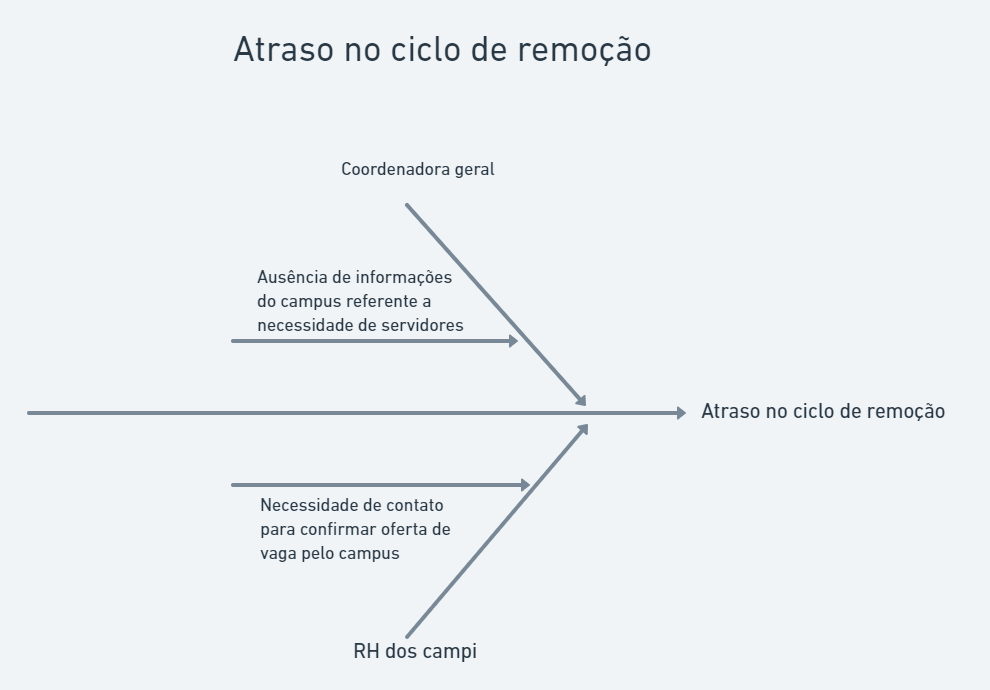 Atraso no ciclo de remoção
Coordenadora geral
Ausência de informações
do campus referente a
necessidade de servidores
Atraso no ciclo de remoção
Necessidade de contato
para confirmar oferta de
vaga pelo campus
RH dos campi